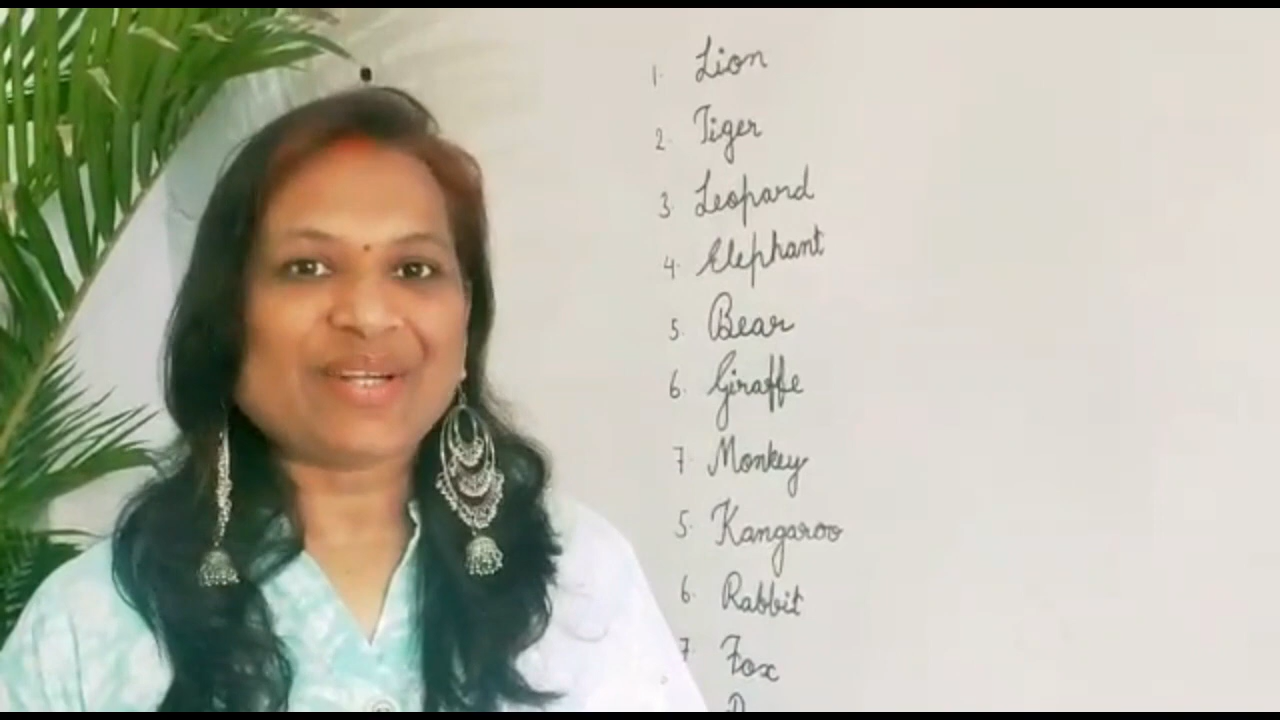 1. Lion
2. Tiger
3. Leopard
4. Elephant
5. Bear
6. Giraffe
7. Monkey
5. Kangaroo
6. Rabbit
7 Fox